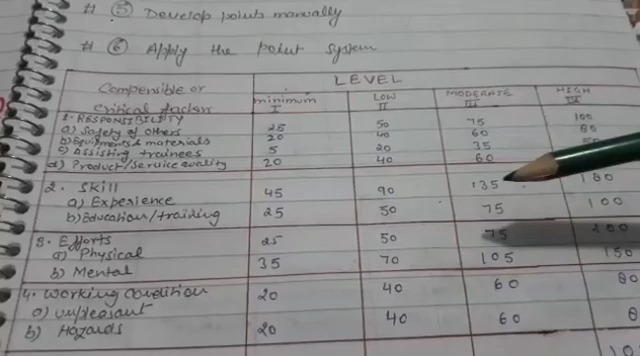 # ⑤ Develop points manually
# ⑥ Apply the point system
Compensible or critical factors LEVEL
minimum I LOW II MODERATE III HIGH IV
1. RESPONSIBILITY
a) Safety of others 25 50 75 100
b) Equipments & materials 20 40 60 80
c) Assisting trainees 5 20 35
d) Product/Service quality 20 40 60
2. Skill
a) Experience 45 90 135 180
b) Education/training 25 50 75 100
3. Efforts
a) Physical 25 50 75 100
b) Mental 35 70 105 150
4. Working Condition
a) unpleasant 20 40 60 80
b) Hazards 20 40 60